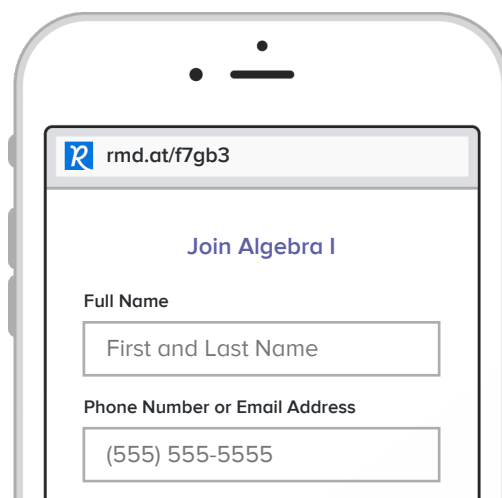 rmd.at/f7gb3
Join Algebra I
Full Name
First and Last Name
Phone Number or Email Address
(555) 555-5555